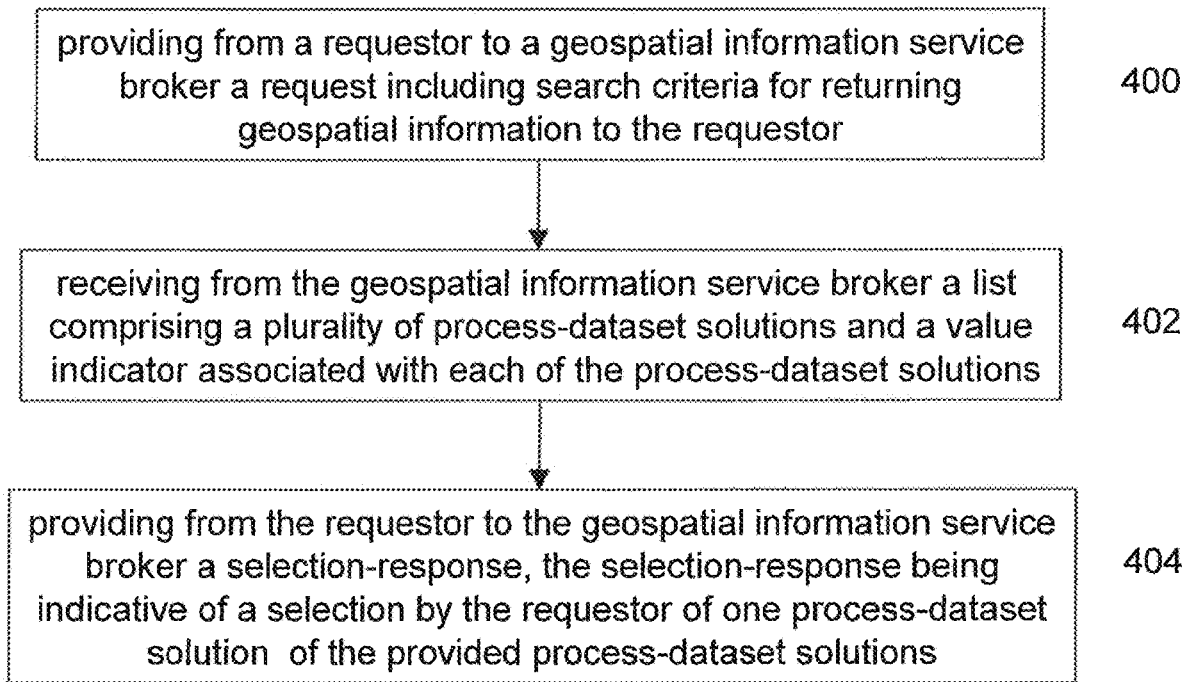 providing from a requestor to a geospatial information service
broker a request including search criteria for returning
geospatial information to the requestor
400
receiving from the geospatial information service broker a list
comprising a plurality of process-dataset solutions and a value
indicator associated with each of the process-dataset solutions
402
providing from the requestor to the geospatial information service
broker a selection-response, the selection-response being
indicative of a selection by the requestor of one process-dataset
solution of the provided process-dataset solutions
404